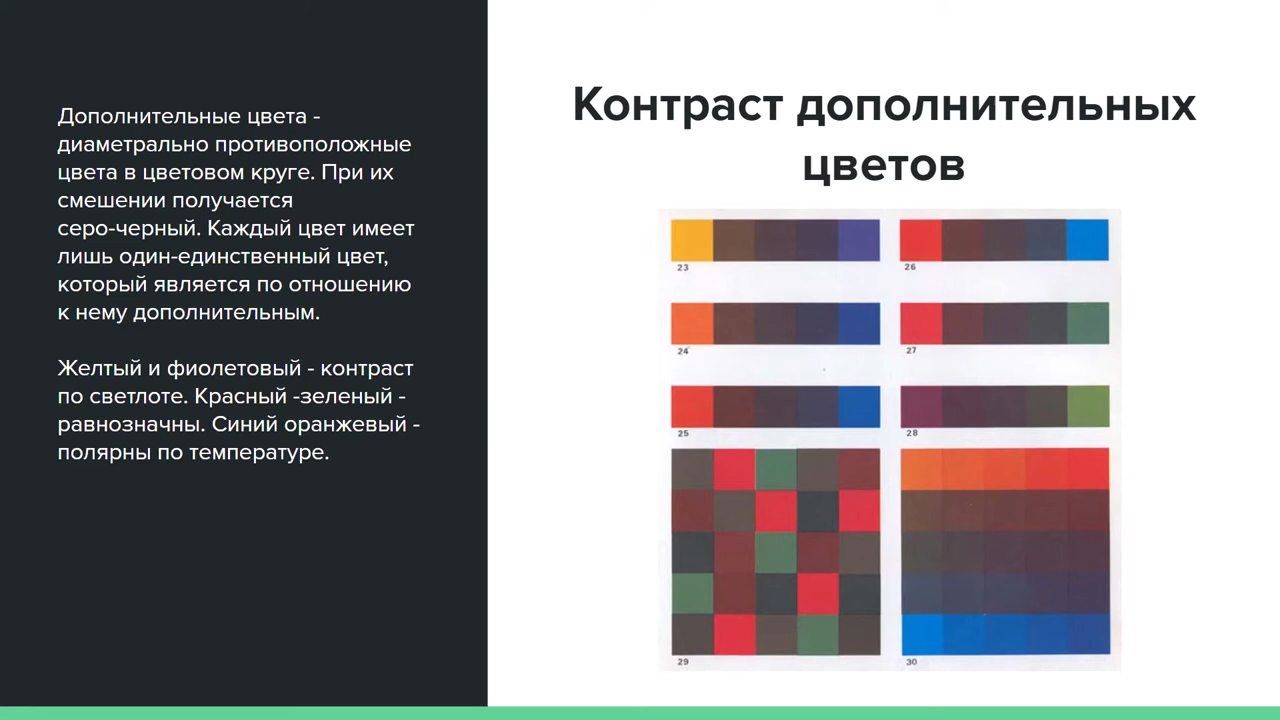 Дополнительные цвета -
диаметрально противоположные
цвета в цветовом круге. При их
смешении получается
серо-черный. Каждый цвет имеет
лишь один-единственный цвет,
который является по отношению
к нему дополнительным.
Желтый и фиолетовый - контраст
по светлоте. Красный -зеленый -
равнозначны. Синий оранжевый -
полярны по температуре.
Контраст дополнительных
цветов
23
26
24
27
25
28
29
30